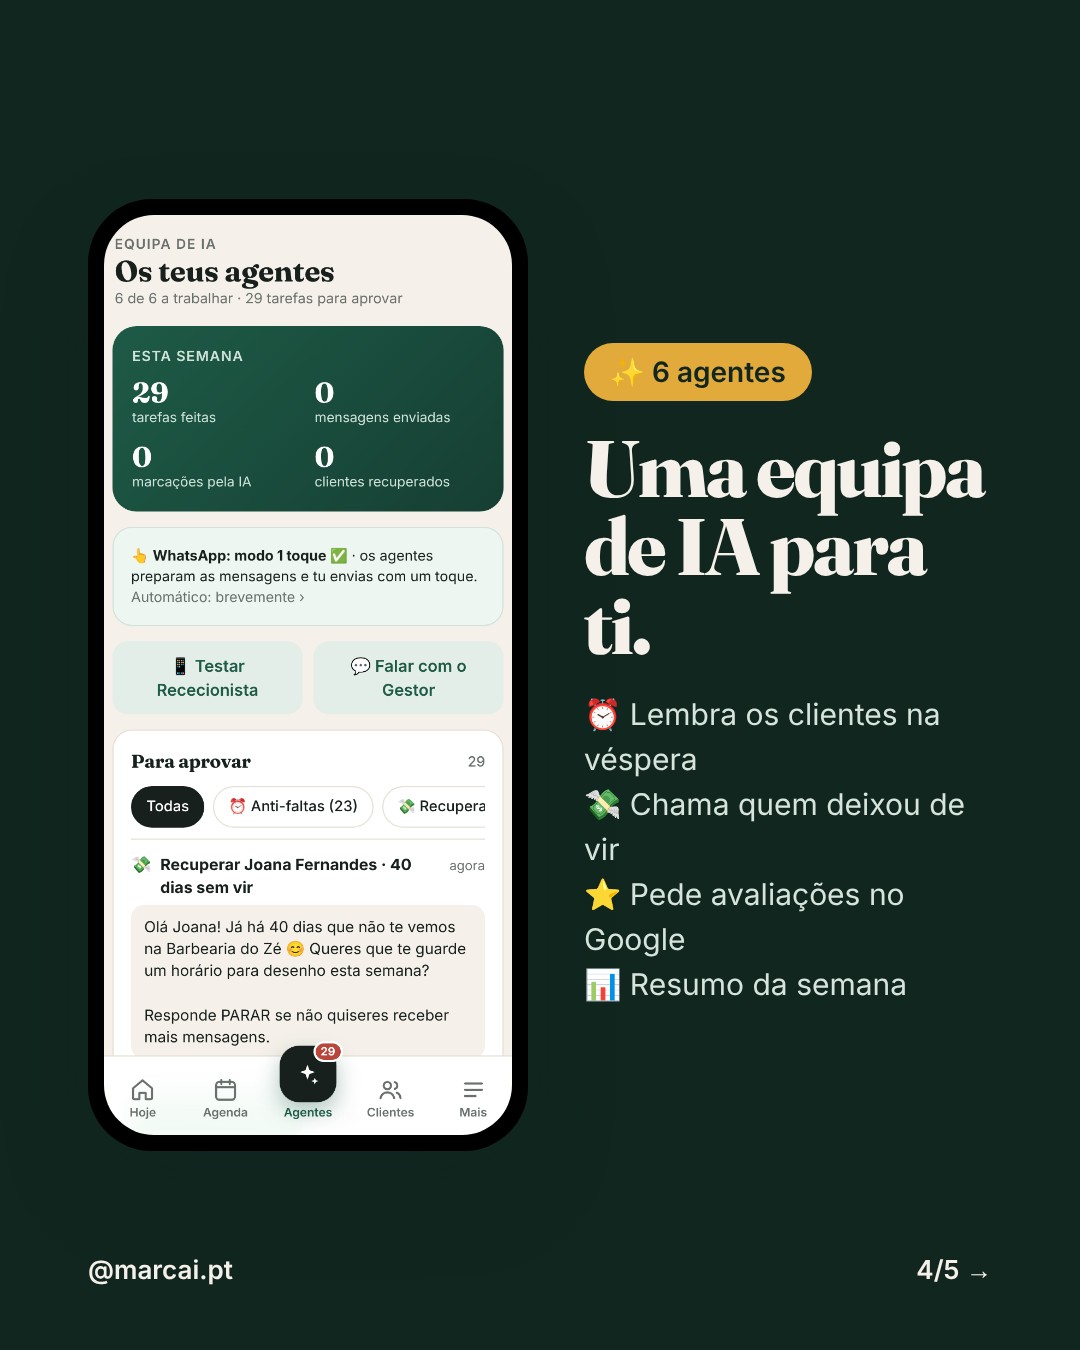 EQUIPA DE IA
Os teus agentes
6 de 6 a trabalhar · 29 tarefas para aprovar
ESTA SEMANA
29
tarefas feitas
0
mensagens enviadas
0
marcações pela IA
0
clientes recuperados
👆 WhatsApp: modo 1 toque ✅ · os agentes
preparam as mensagens e tu envias com um toque.
Automático: brevemente ›
📱 Testar
Rececionista
💬 Falar com o
Gestor
Para aprovar
29
Todas
⏰ Anti-faltas (23)
💸 Recupera
💸 Recuperar Joana Fernandes · 40
dias sem vir
agora
Olá Joana! Já há 40 dias que não te vemos
na Barbearia do Zé 😊 Queres que te guarde
um horário para desenho esta semana?
Responde PARAR se não quiseres receber
mais mensagens.
29
Hoje
Agenda
Agentes
Clientes
Mais
✨ 6 agentes
Uma equipa
de IA para
ti.
⏰ Lembra os clientes na
véspera
💸 Chama quem deixou de
vir
⭐ Pede avaliações no
Google
📊 Resumo da semana
@marcai.pt
4/5 →